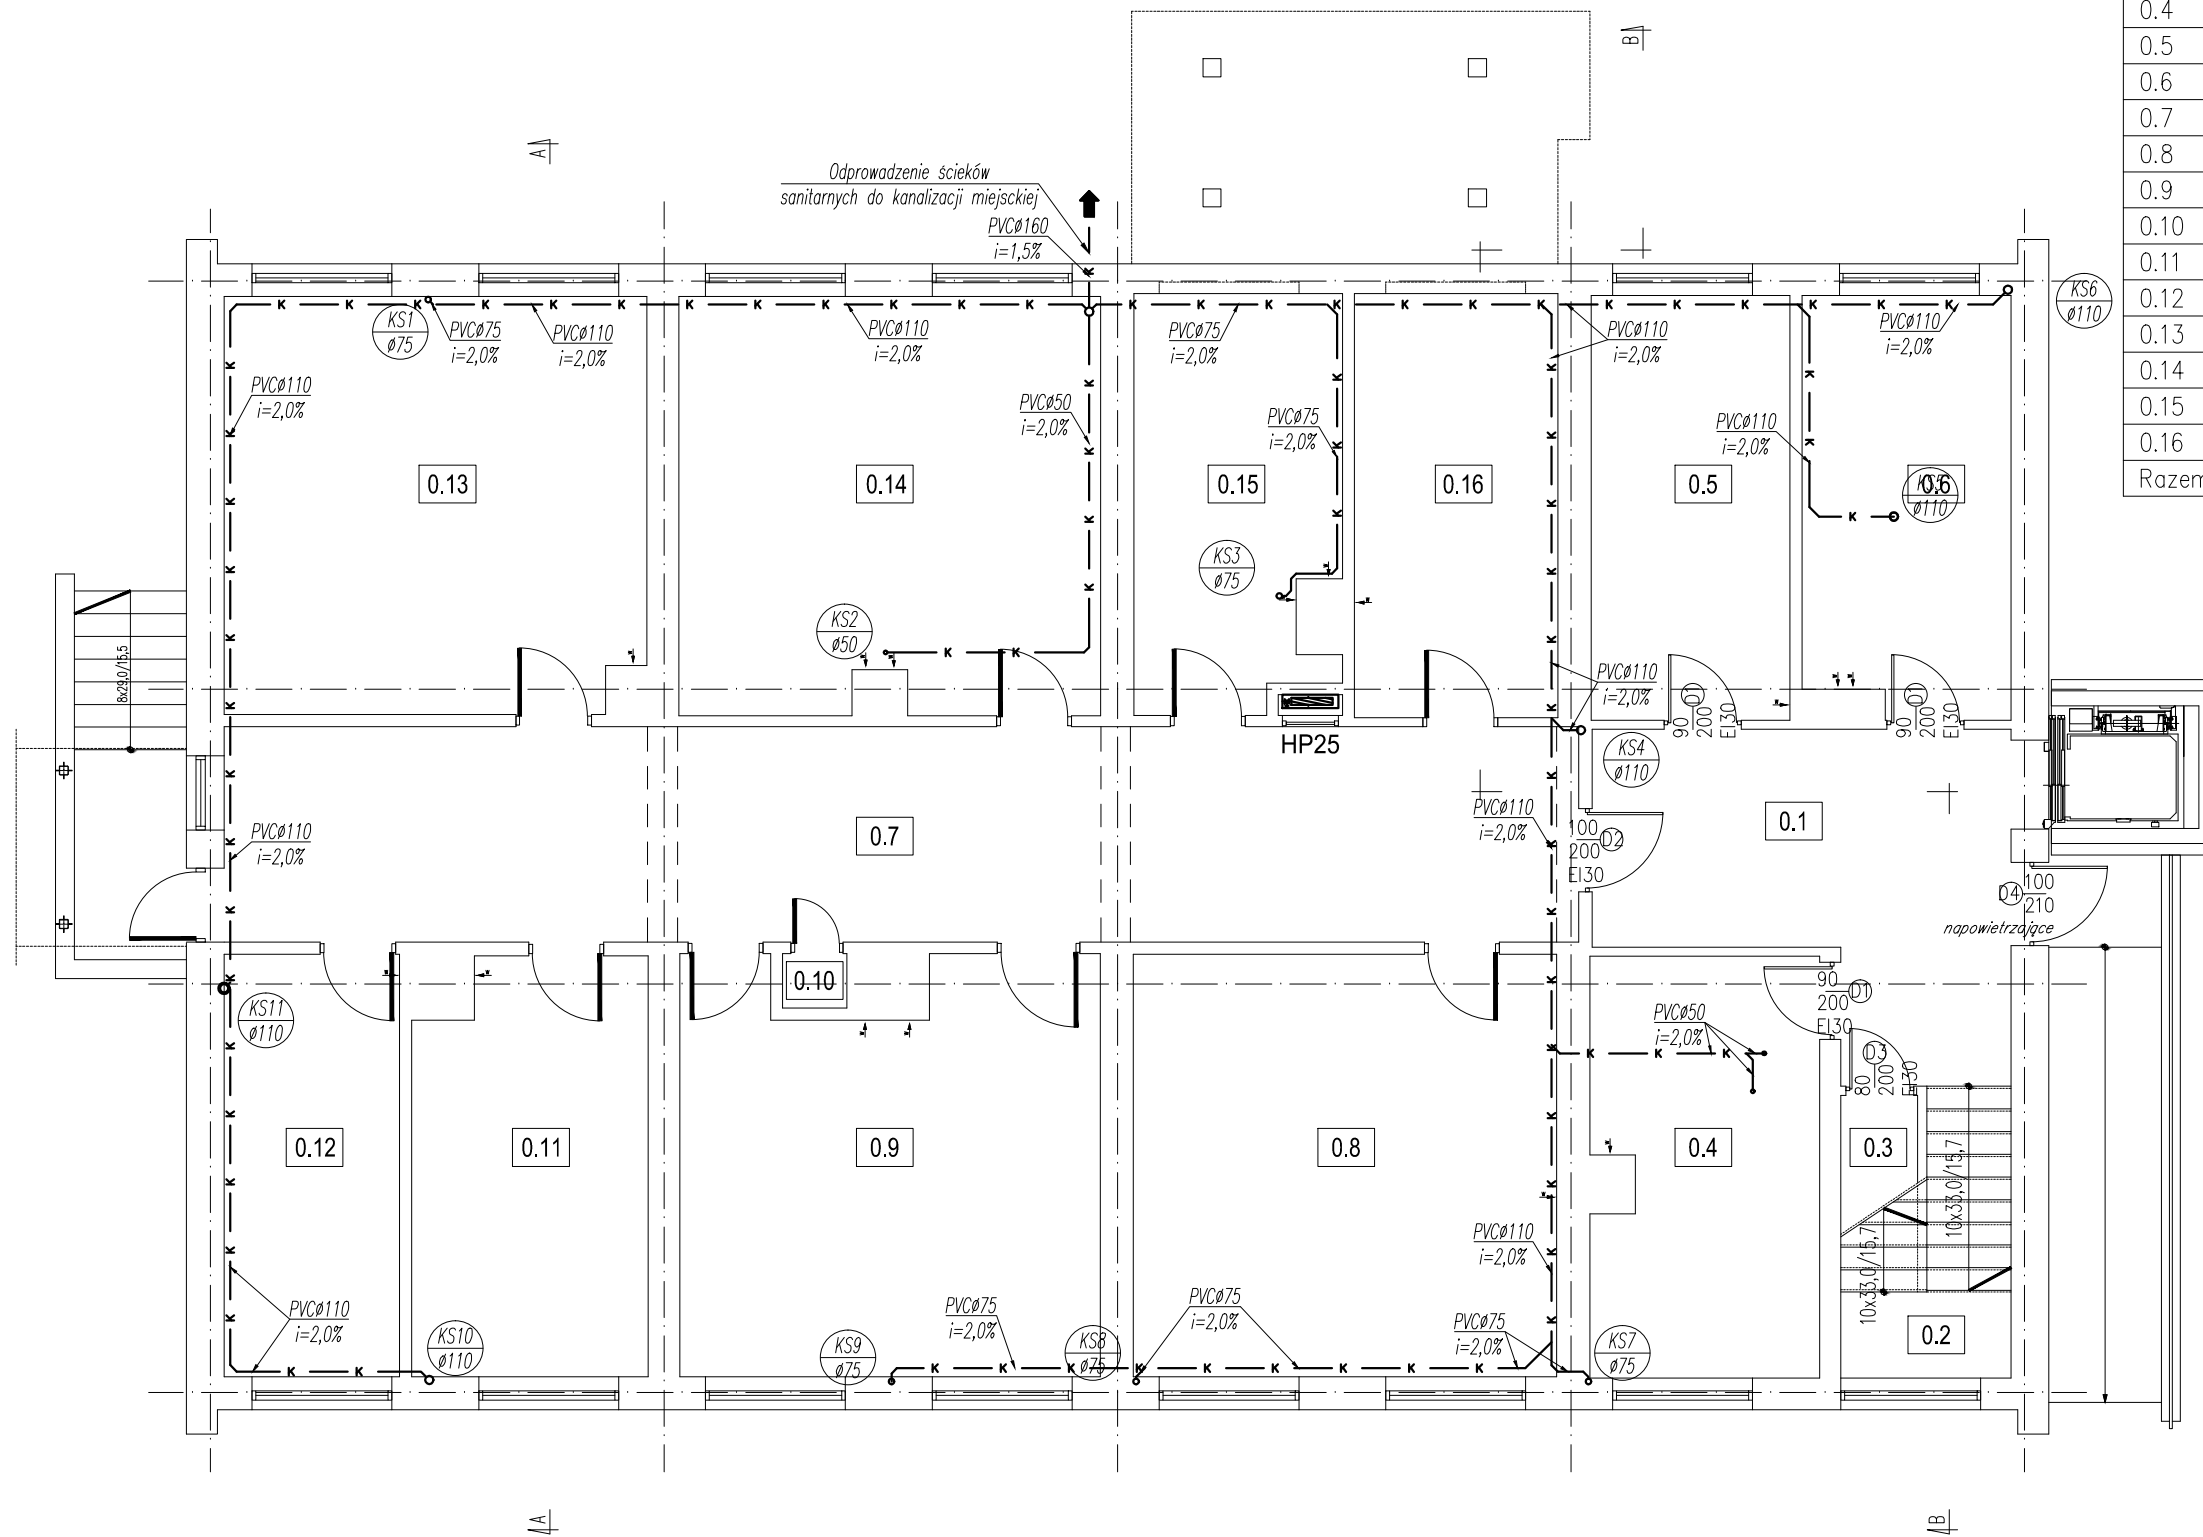 0.4
0.5
0.6
0.7
0.8
0.9
0.10
0.11
0.12
0.13
0.14
0.15
0.16
Razem
A
B
Odprowadzenie ścieków
sanitarnych do kanalizacji miejsckiej
PVCø160
i=1,5%
K K K K K K K K K K K K K K K K K K K K K K K K
KS1
ø75
PVCø75
i=2,0%
PVCø110
i=2,0%
PVCø110
i=2,0%
PVCø75
i=2,0%
PVCø110
i=2,0%
PVCø110
i=2,0%
KS6
ø110
PVCø110
i=2,0%
PVCø50
i=2,0%
PVCø75
i=2,0%
PVCø110
i=2,0%
0.13
0.14
0.15
0.16
0.5
0.6
KS5
ø110
KS3
ø75
KS2
ø50
8x29,0/15,5
PVCø110
i=2,0%
D1
90
200
EI30
D1
90
200
EI30
HP25
KS4
ø110
PVCø110
i=2,0%
0.7
PVCø110
i=2,0%
100
200
D2
EI30
0.1
D4
100
210
napowietrzające
0.10
KS11
ø110
90
200
D1
EI30
PVCø50
i=2,0%
D3
80
200
EI30
0.12
0.11
0.9
0.8
0.4
0.3
10x33,0/15,7
10x33,0/15,7
PVCø110
i=2,0%
PVCø110
i=2,0%
KS10
ø110
KS9
ø75
PVCø75
i=2,0%
KS8
ø75
PVCø75
i=2,0%
PVCø75
i=2,0%
KS7
ø75
0.2
A
B